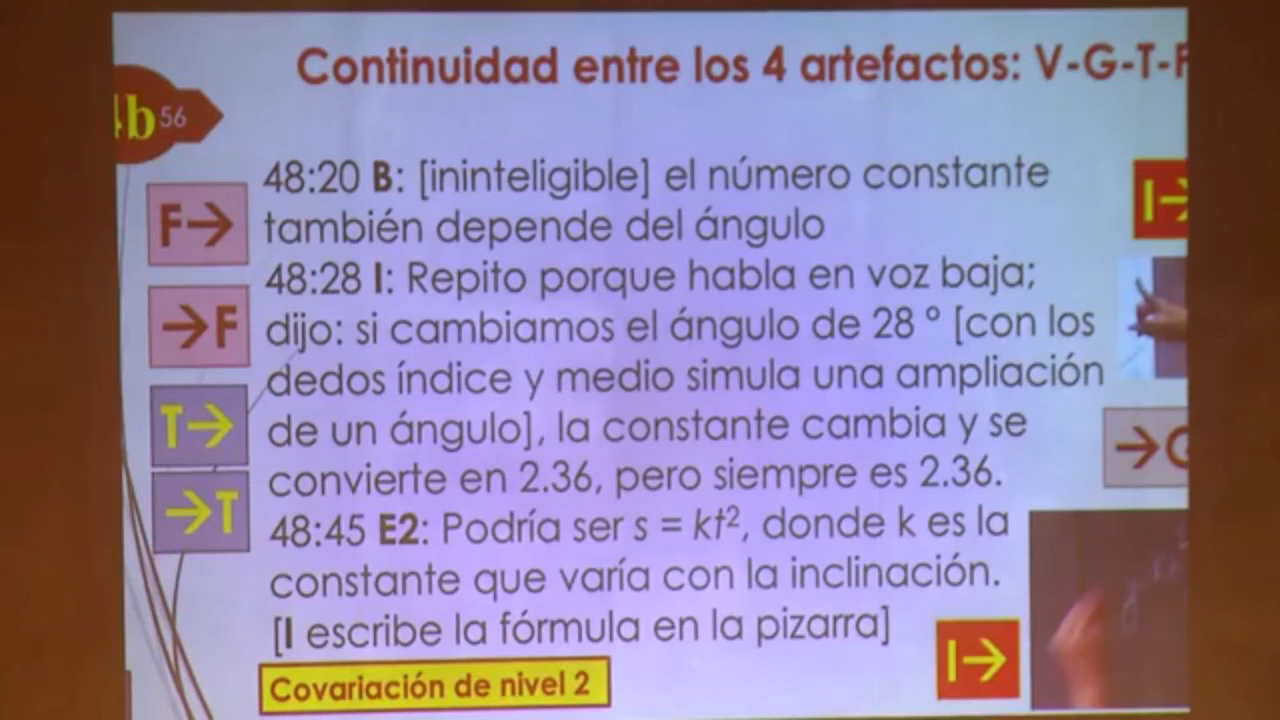 Continuidad entre los 4 artefactos: V-G-T-F
4b 56
48:20 B: [ininteligible] el número constante
también depende del ángulo
48:28 I: Repito porque habla en voz baja;
dijo: si cambiamos el ángulo de 28 º [con los
dedos índice y medio simula una ampliación
de un ángulo], la constante cambia y se
convierte en 2.36, pero siempre es 2.36.
48:45 E2: Podría ser s = kt², donde k es la
constante que varía con la inclinación.
[I escribe la fórmula en la pizarra]
Covariación de nivel 2
F→
→F
T→
→T
I→
→G
I→